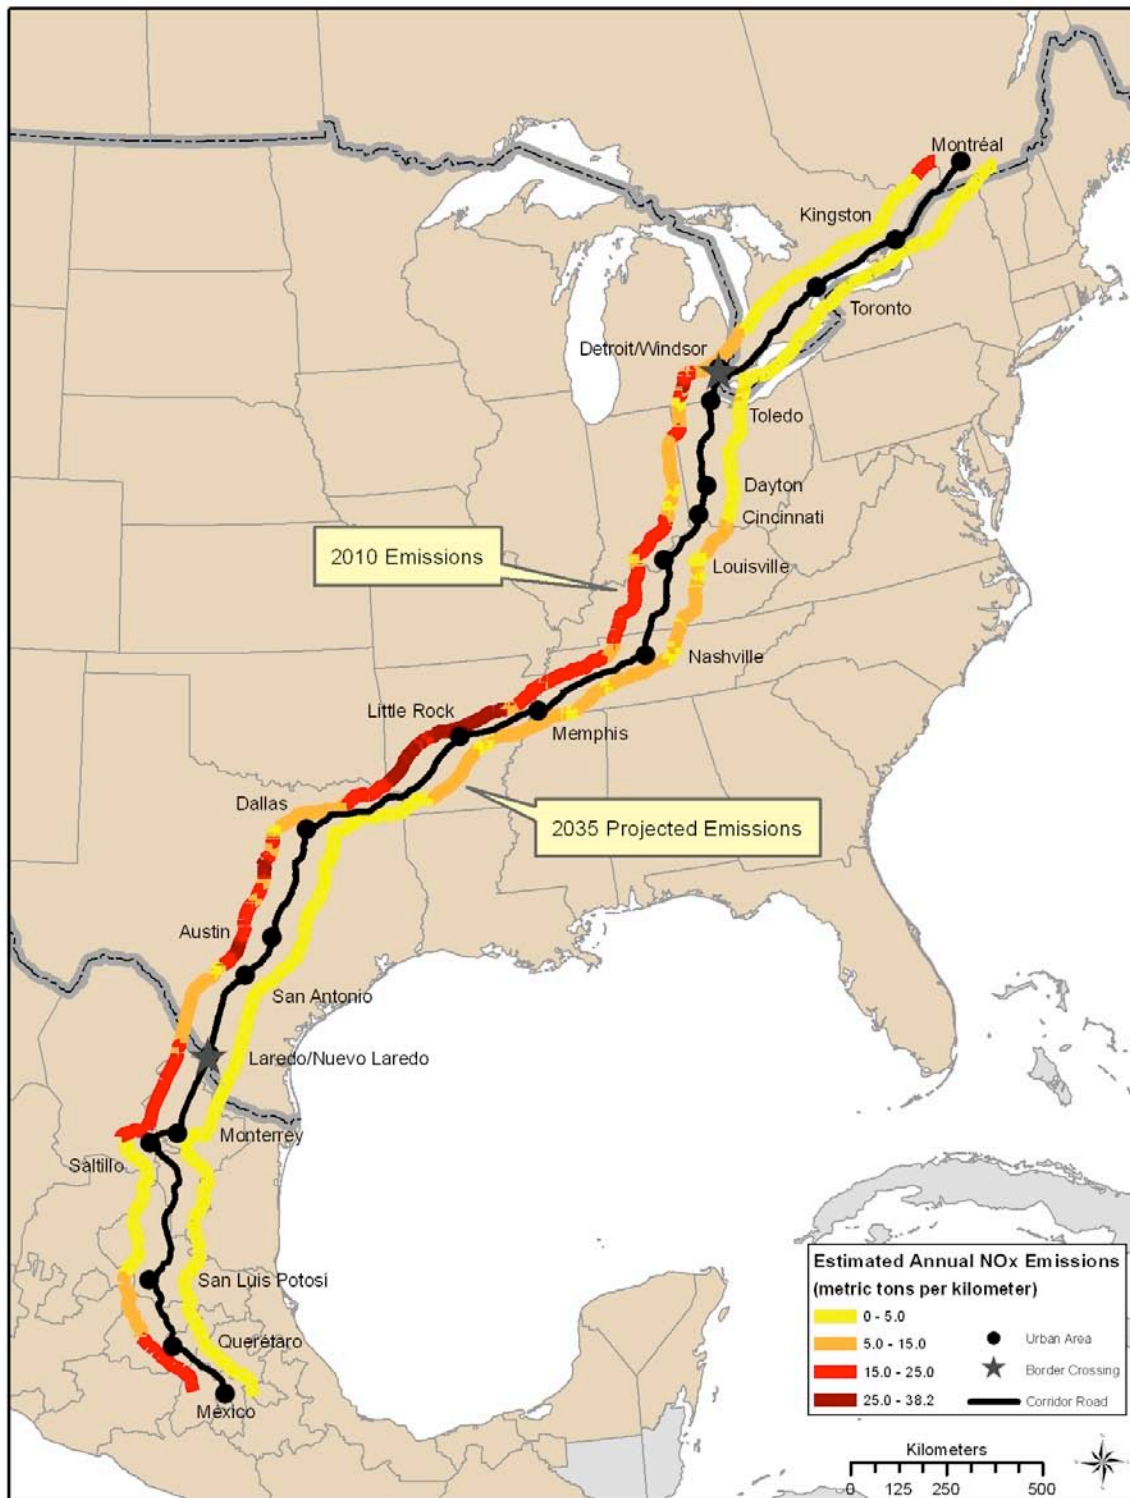 Montréal
Kingston
Toronto
Detroit/Windsor
Toledo
Dayton
Cincinnati
2010 Emissions
Louisville
Nashville
Little Rock
Memphis
Dallas
2035 Projected Emissions
Austin
San Antonio
Laredo/Nuevo Laredo
Monterrey
Saltillo
San Luis Potosi
Querétaro
México
Estimated Annual NOx Emissions
(metric tons per kilometer)
0 - 5.0
5.0 - 15.0
15.0 - 25.0
25.0 - 38.2
Urban Area
Border Crossing
Corridor Road
Kilometers
0 125 250 500